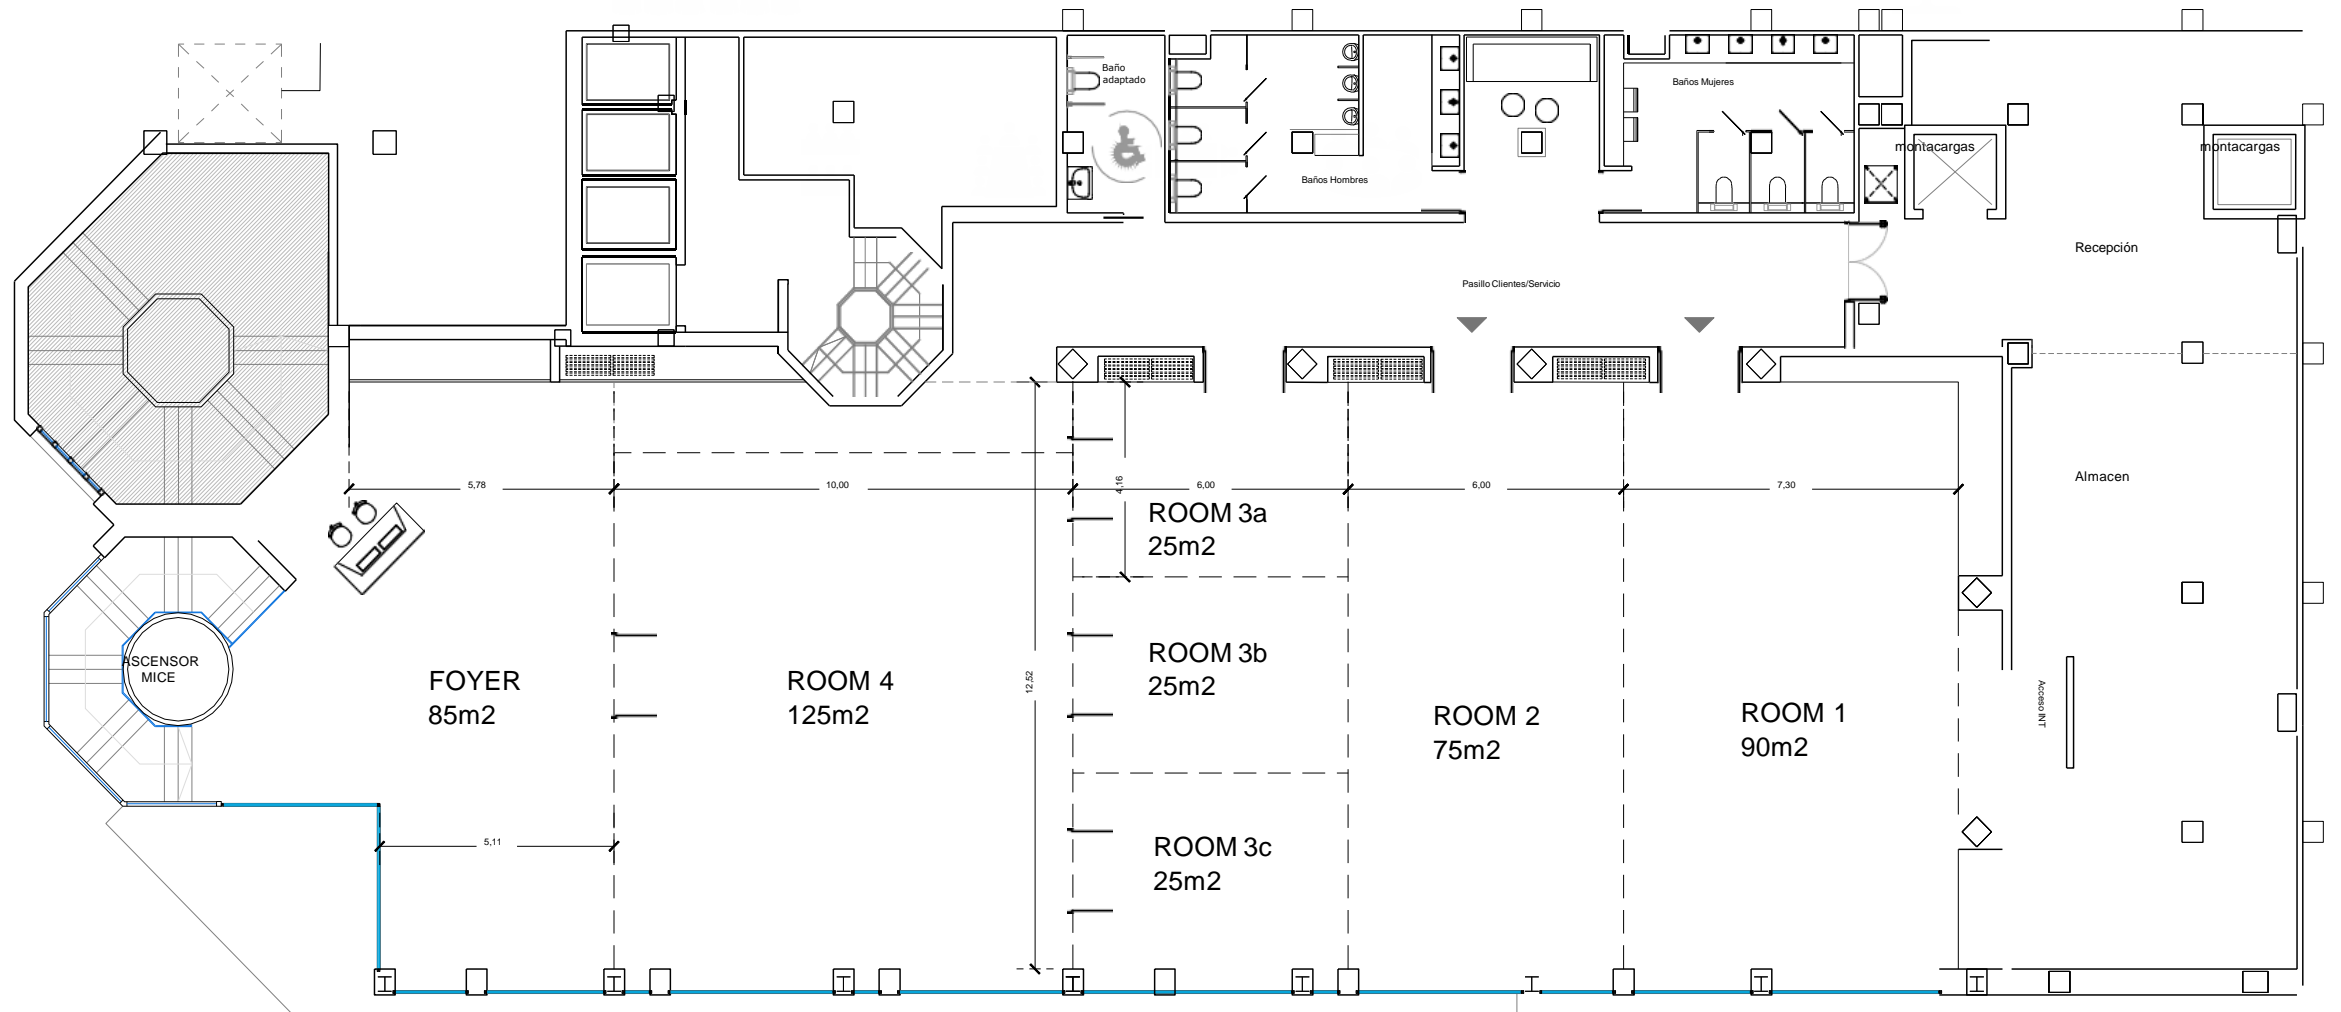 Baño
adaptado
Baños Hombres
Baños Mujeres
montacargas
montacargas
Recepción
Pasillo Clientes/Servicio
Almacen
5,78
10,00
6,00
6,00
7,30
4,16
ROOM 3a
25m2
ASCENSOR
MICE
FOYER
85m2
ROOM 4
125m2
12,52
ROOM 3b
25m2
ROOM 2
75m2
ROOM 1
90m2
Acceso INT
5,11
ROOM 3c
25m2